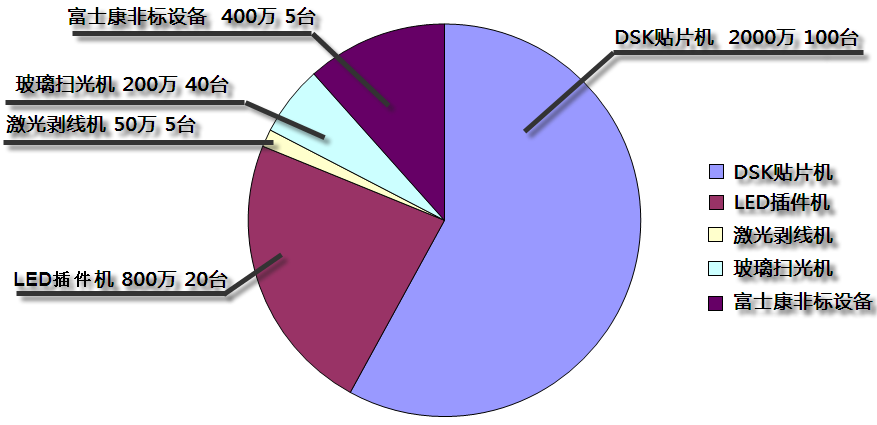 富士康非标设备 400万 5台
DSK贴片机 2000万 100台
玻璃扫光机 200万 40台
激光剥线机 50万 5台
LED插件机 800万 20台
DSK贴片机
LED插件机
激光剥线机
玻璃扫光机
富士康非标设备